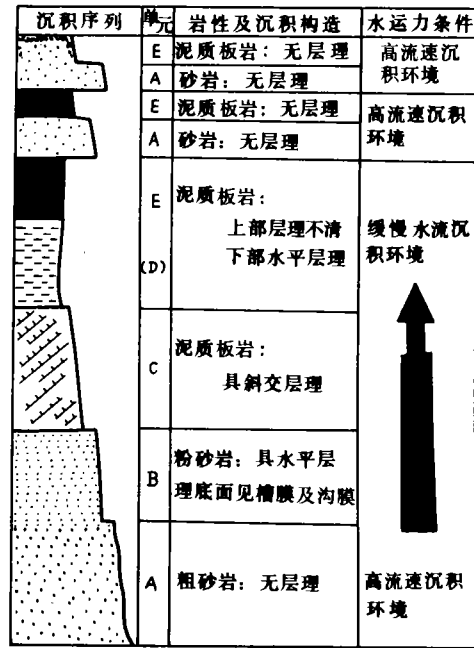 沉积序列 单元 岩性及沉积构造 水运力条件
E 泥质板岩：无层理 高流速沉
A 砂岩：无层理 积环境
E 泥质板岩：无层理 高流速沉积
A 砂岩：无层理 环境
E 泥质板岩：
上部层理不清 缓慢水流沉
(D) 下部水平层理 积环境
泥质板岩：
C 具斜交层理
粉砂岩：具水平层
B 理底面见槽膜及沟膜
A 粗砂岩：无层理 高流速沉积
环境